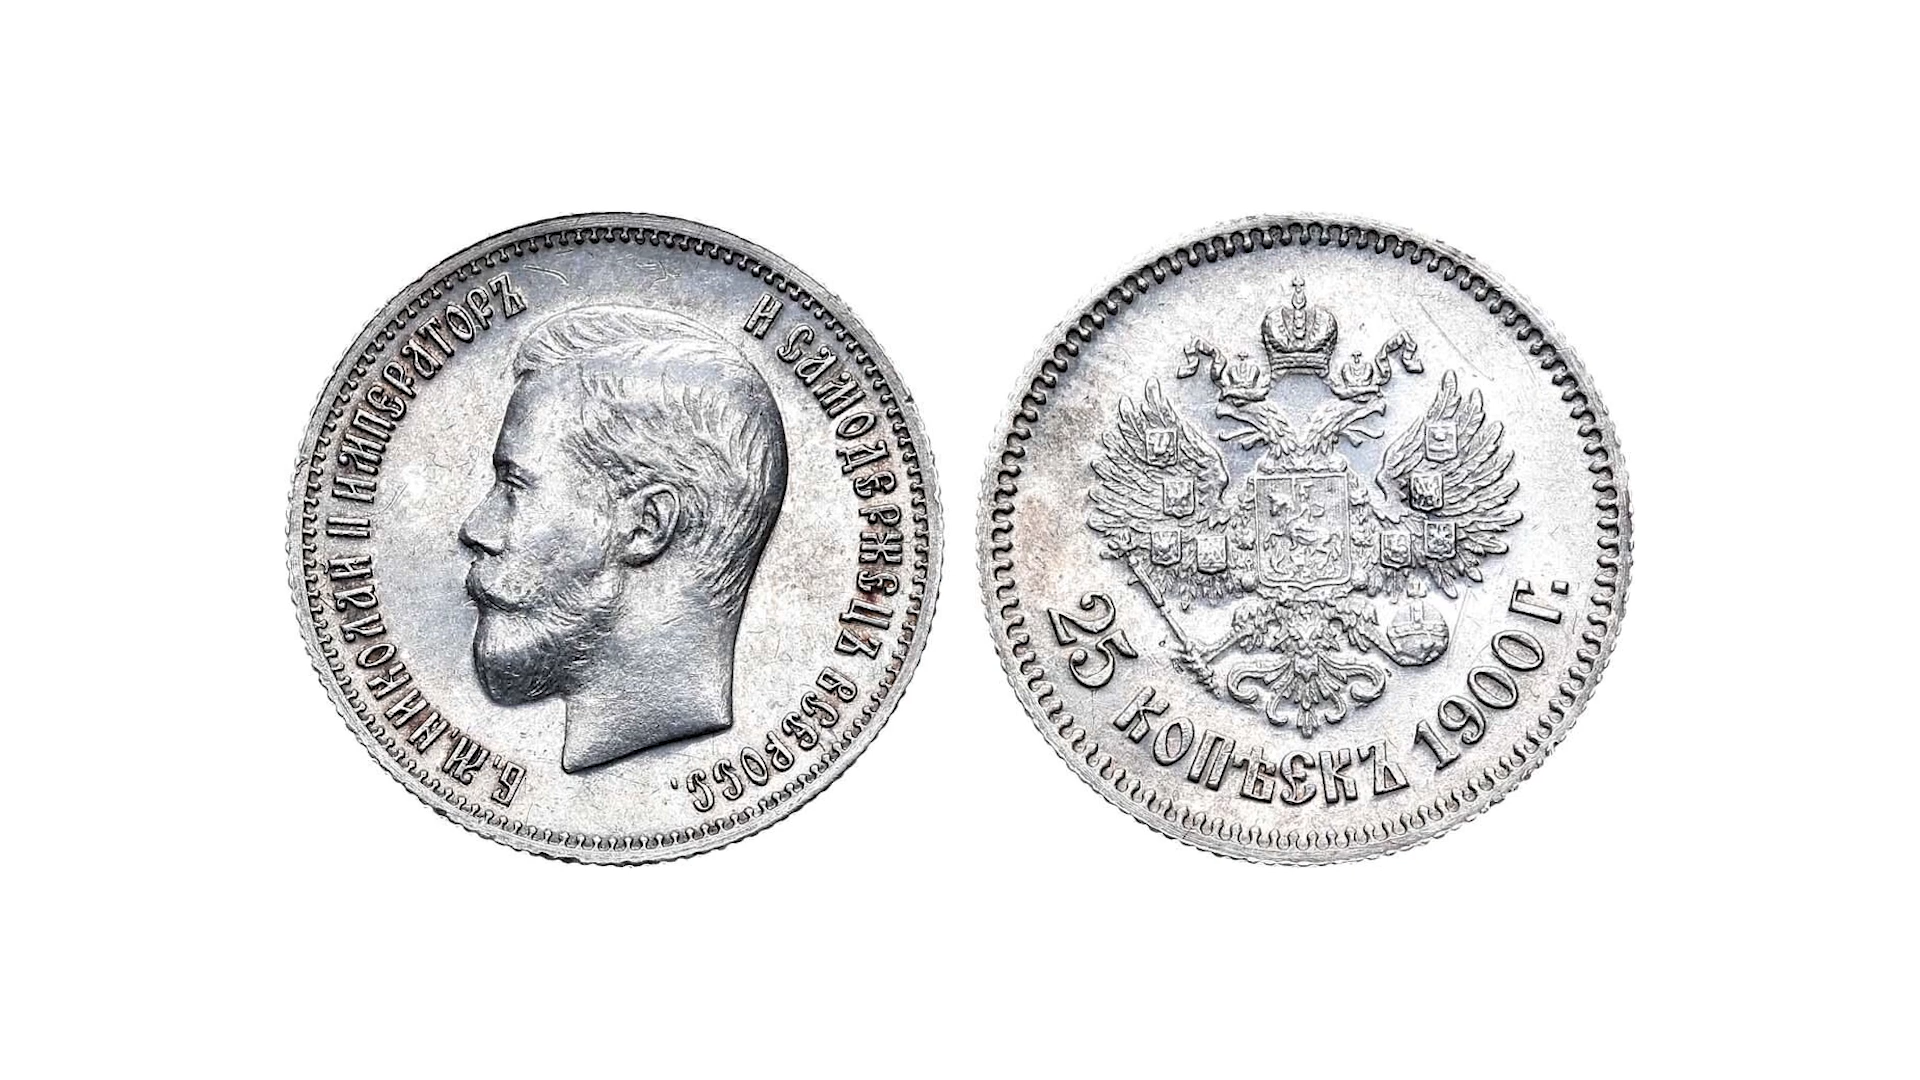 Б. М. НИКОЛАЙ II ИМПЕРАТОРЪ И САМОДЕРЖЕЦЪ ВСЕРОСС.
25 КОПѢЕКЪ 1900 Г.